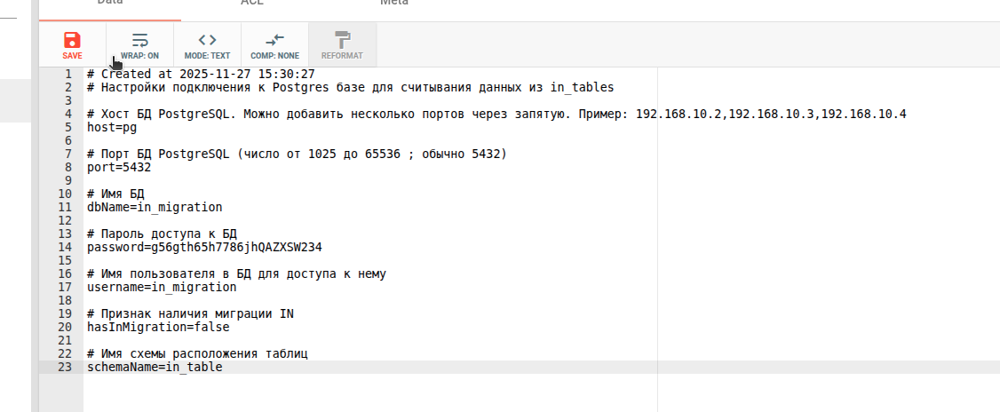 Data ACL Meta
SAVE WRAP: ON MODE: TEXT COMP: NONE REFORMAT
1 # Created at 2025-11-27 15:30:27
2 # Настройки подключения к Postgres базе для считывания данных из in_tables
3
4 # Хост БД PostgreSQL. Можно добавить несколько портов через запятую. Пример: 192.168.10.2,192.168.10.3,192.168.10.4
5 host=pg
6
7 # Порт БД PostgreSQL (число от 1025 до 65536 ; обычно 5432)
8 port=5432
9
10 # Имя БД
11 dbName=in_migration
12
13 # Пароль доступа к БД
14 password=g56gth65h7786jhQAZXSW234
15
16 # Имя пользователя в БД для доступа к нему
17 username=in_migration
18
19 # Признак наличия миграции IN
20 hasInMigration=false
21
22 # Имя схемы расположения таблиц
23 schemaName=in_table